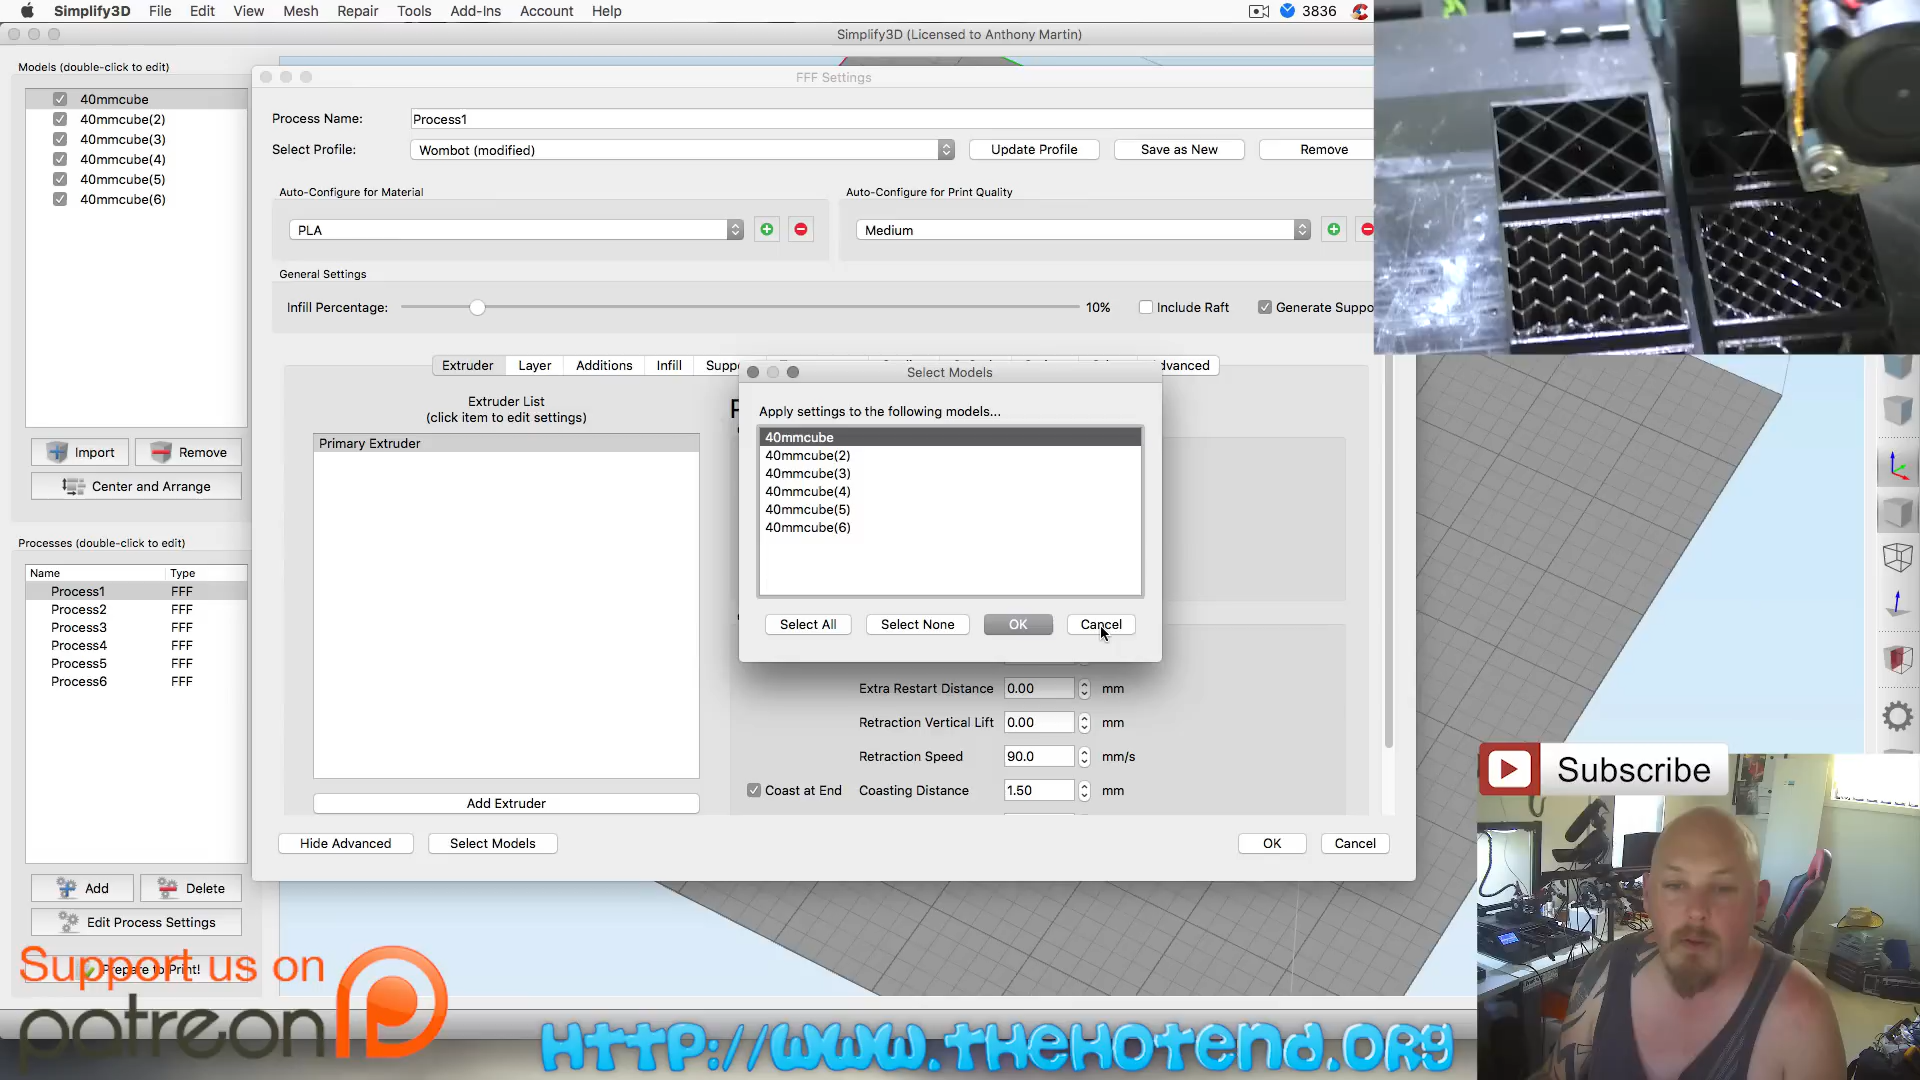 Simplify3D File Edit View Mesh Repair Tools Add-Ins Account Help 3836
Simplify3D (Licensed to Anthony Martin)
Models (double-click to edit)
40mmcube
40mmcube(2)
40mmcube(3)
40mmcube(4)
40mmcube(5)
40mmcube(6)
Import Remove
Center and Arrange
Processes (double-click to edit)
Name Type
Process1 FFF
Process2 FFF
Process3 FFF
Process4 FFF
Process5 FFF
Process6 FFF
Add Delete
Edit Process Settings
Prepare to Print!
FFF Settings
Process Name: Process1
Select Profile: Wombot (modified) Update Profile Save as New Remove
Auto-Configure for Material Auto-Configure for Print Quality
PLA Medium
General Settings
Infill Percentage: 10% Include Raft Generate Suppo
Extruder Layer Additions Infill Suppo dvanced
Extruder List
(click item to edit settings)
Primary Extruder
Add Extruder
Select Models
Apply settings to the following models...
40mmcube
40mmcube(2)
40mmcube(3)
40mmcube(4)
40mmcube(5)
40mmcube(6)
Select All Select None OK Cancel
Extra Restart Distance 0.00 mm
Retraction Vertical Lift 0.00 mm
Retraction Speed 90.0 mm/s
Coast at End Coasting Distance 1.50 mm
Hide Advanced Select Models OK Cancel
Subscribe
Support us on
patreon
Http://www.theHotend.org